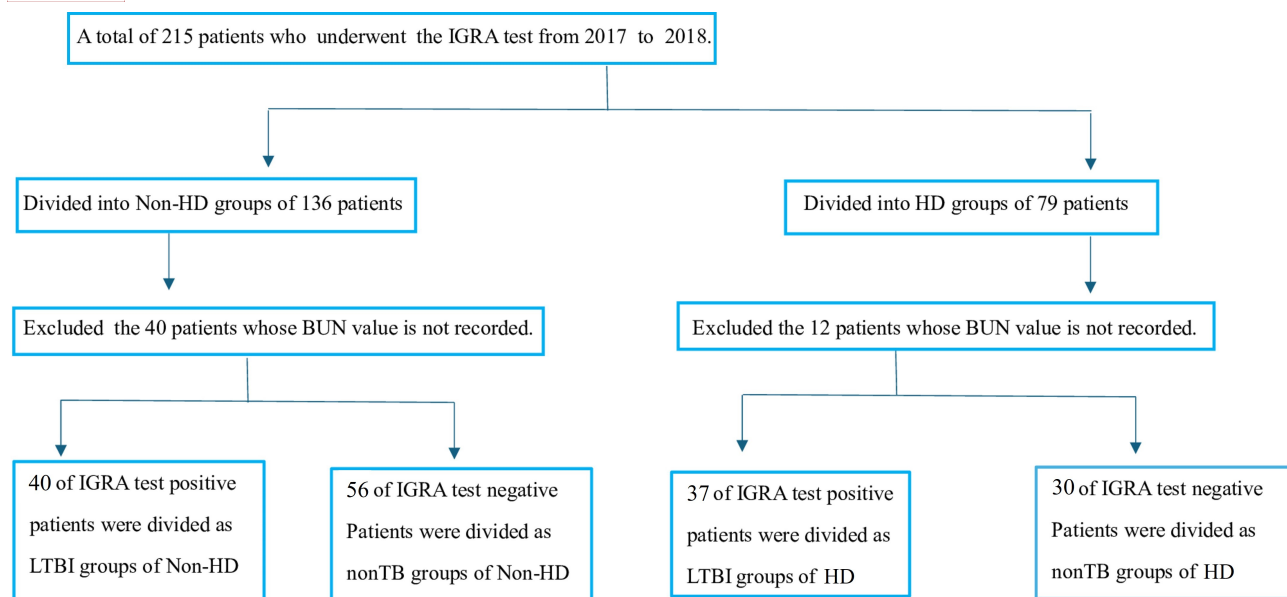 A total of 215 patients who underwent the IGRA test from 2017 to 2018.
Divided into Non-HD groups of 136 patients
Divided into HD groups of 79 patients
Excluded the 40 patients whose BUN value is not recorded.
Excluded the 12 patients whose BUN value is not recorded.
40 of IGRA test positive
patients were divided as
LTBI groups of Non-HD
56 of IGRA test negative
Patients were divided as
nonTB groups of Non-HD
37 of IGRA test positive
patients were divided as
LTBI groups of HD
30 of IGRA test negative
Patients were divided as
nonTB groups of HD